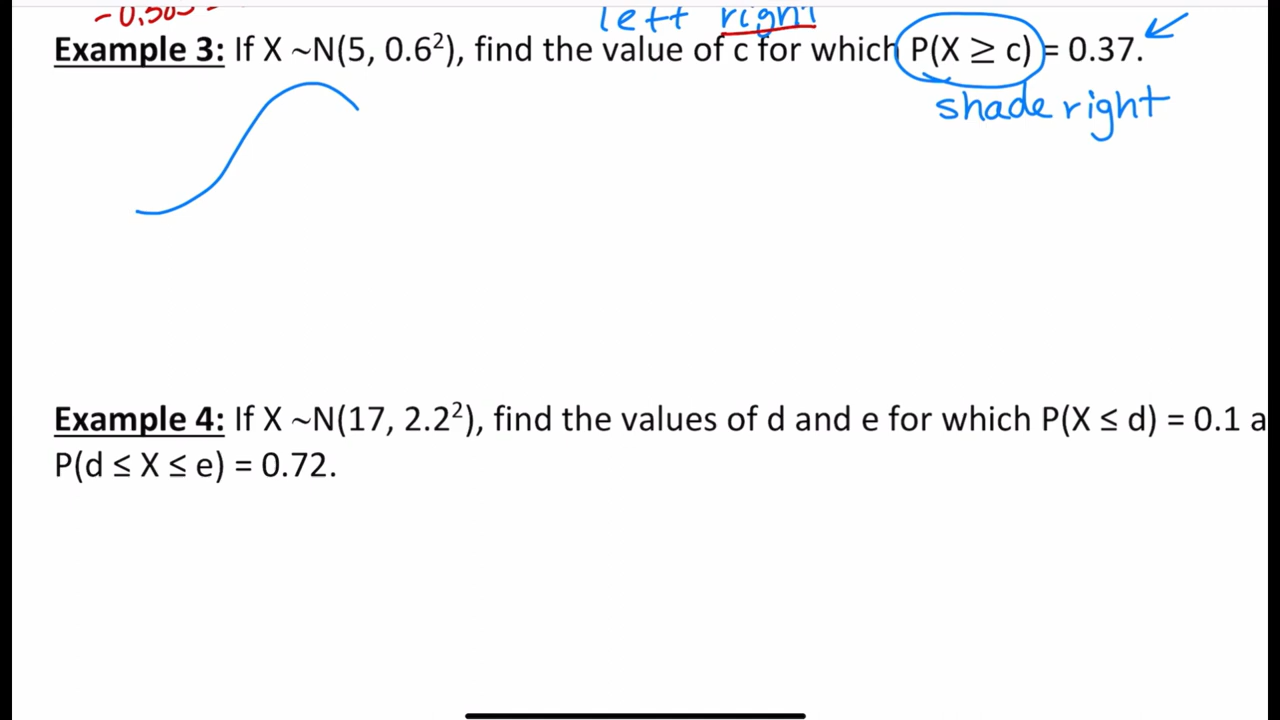 left right
Example 3: If X ~N(5, 0.6²), find the value of c for which P(X ≥ c) = 0.37.
shade right
Example 4: If X ~N(17, 2.2²), find the values of d and e for which P(X ≤ d) = 0.1 a
P(d ≤ X ≤ e) = 0.72.